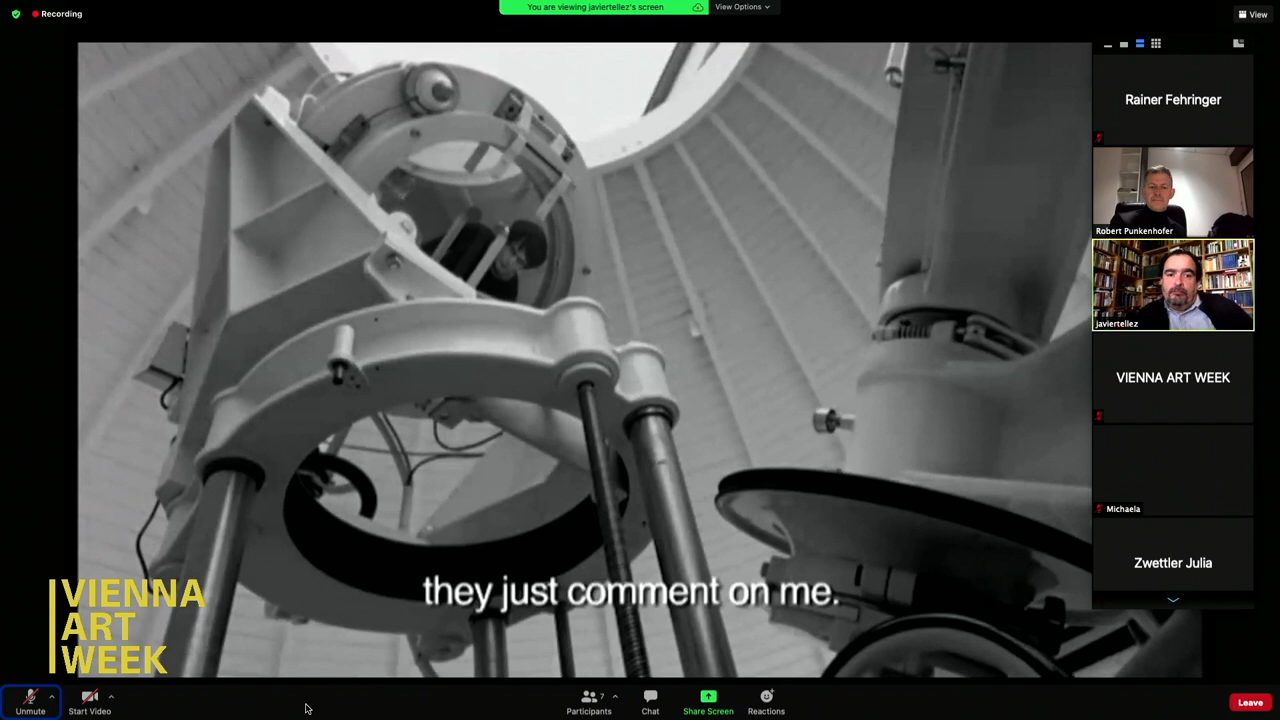 Recording
You are viewing javiertellez's screen
View Options
View
Rainer Fehringer
Robert Punkenhofer
Javiertellez
VIENNA ART WEEK
Michaela
Zwettler Julia
they just comment on me.
VIENNA
ART
WEEK
Unmute
Start Video
Participants
7
Chat
Share Screen
Reactions
Leave